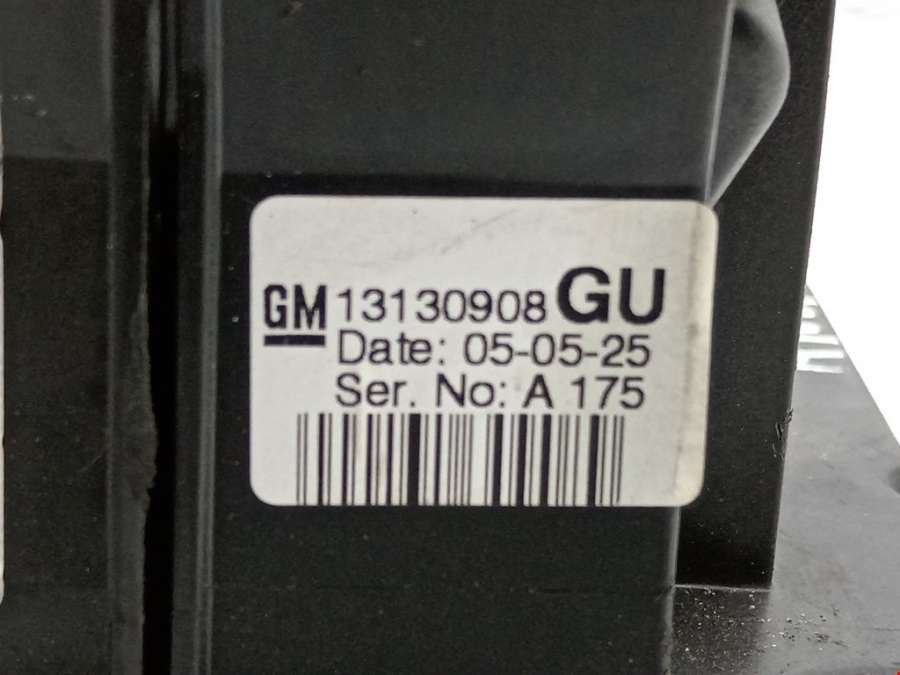 GM 13130908 GU
Date: 05-05-25
Ser. No: A 175